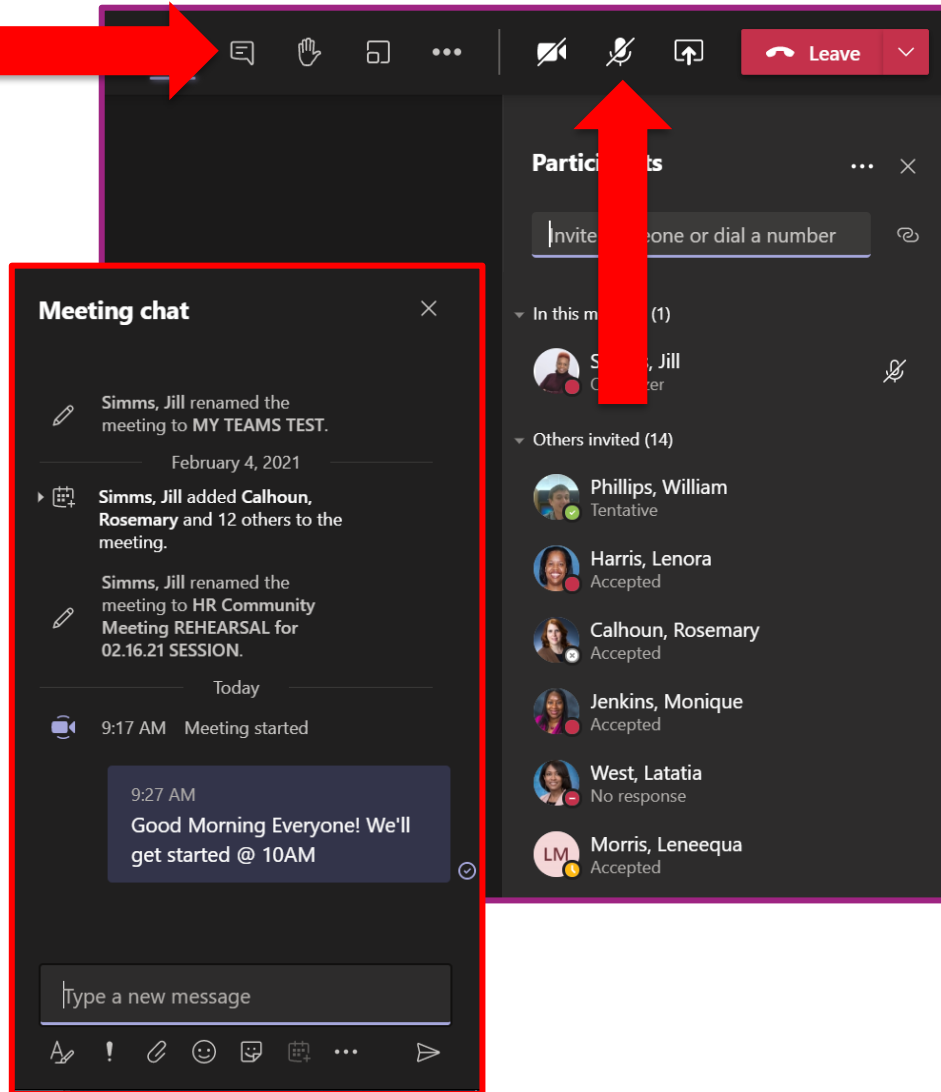 Leave
Participants
Invite someone or dial a number
In this m (1)
Jill
Others invited (14)
Phillips, William
Tentative
Harris, Lenora
Accepted
Calhoun, Rosemary
Accepted
Jenkins, Monique
Accepted
West, Latatia
No response
LM
Morris, Leneequa
Accepted
Meeting chat
Simms, Jill renamed the
meeting to MY TEAMS TEST.
February 4, 2021
Simms, Jill added Calhoun,
Rosemary and 12 others to the
meeting.
Simms, Jill renamed the
meeting to HR Community
Meeting REHEARSAL for
02.16.21 SESSION.
Today
9:17 AM Meeting started
9:27 AM
Good Morning Everyone! We'll
get started @ 10AM
Type a new message